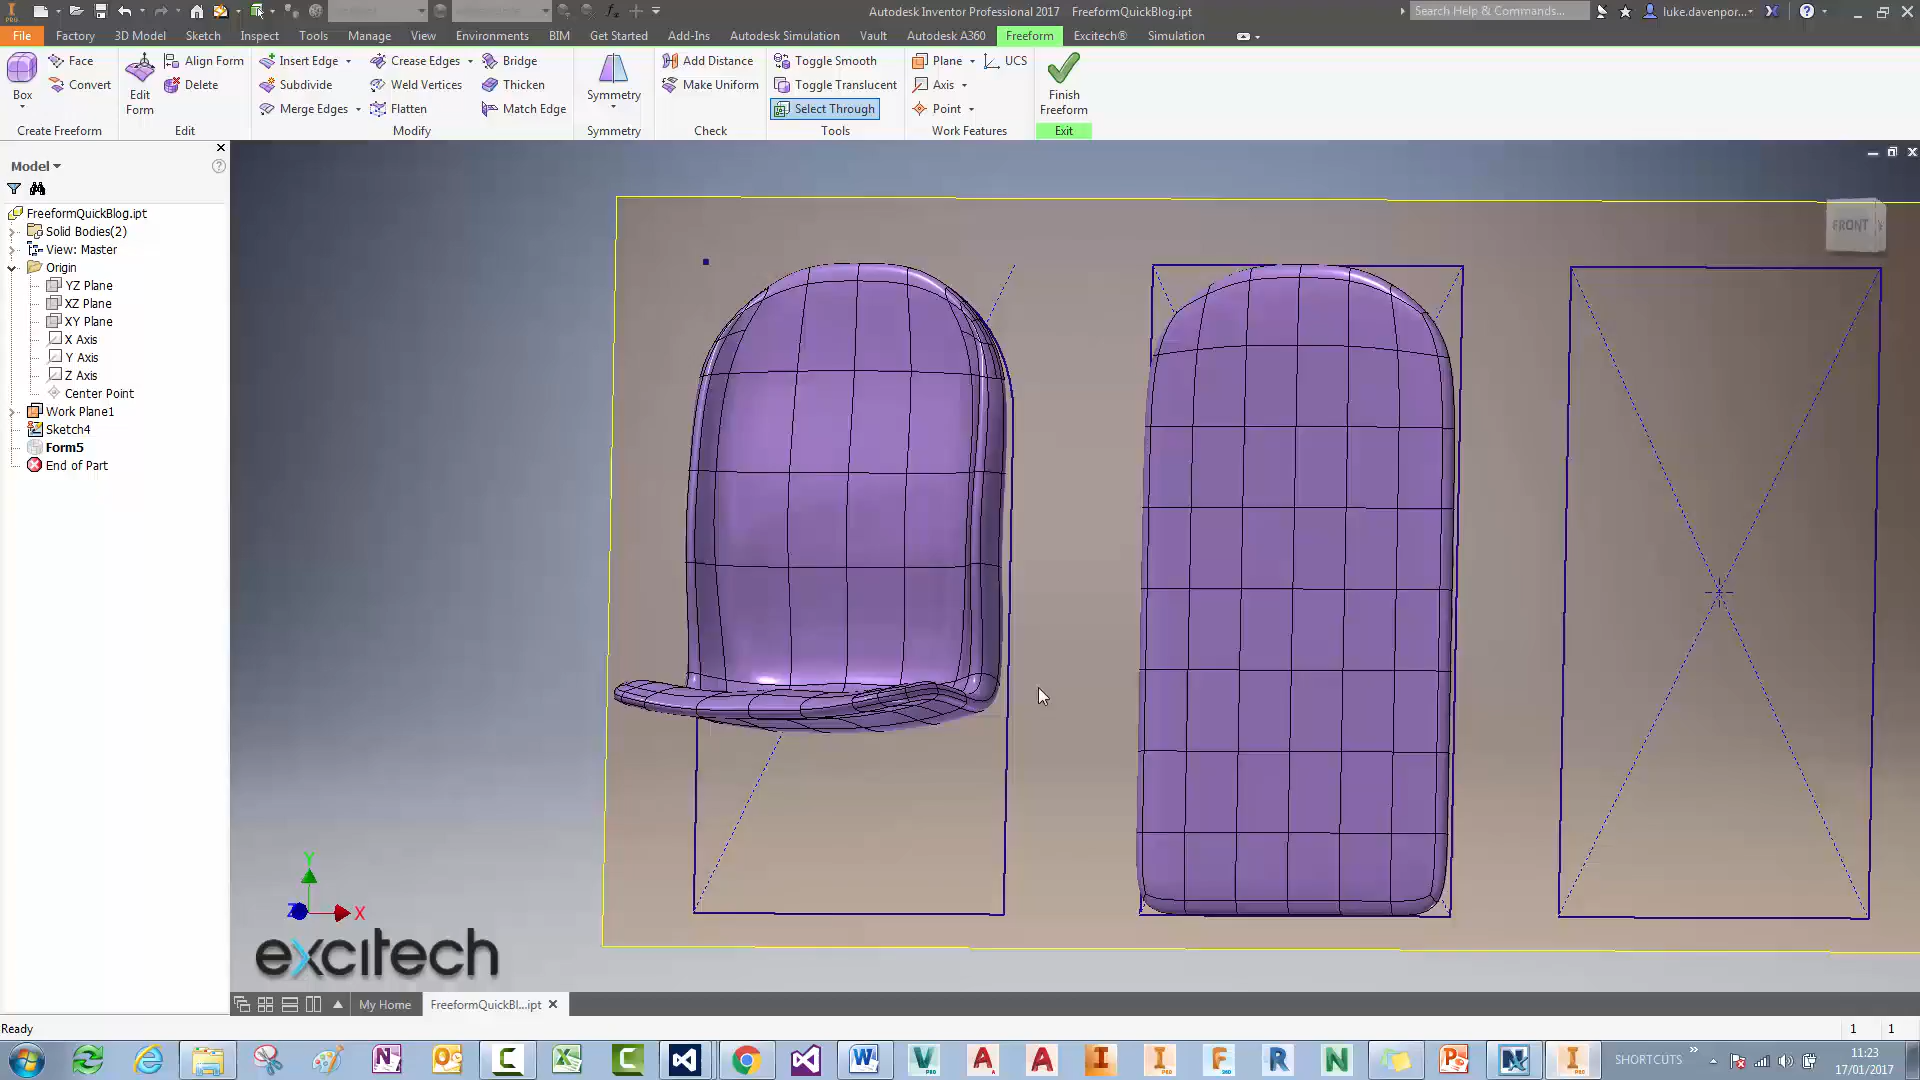 Autodesk Inventor Professional 2017 FreeformQuickBlog.ipt
Search Help & Commands...
luke.davenpor...
File Factory 3D Model Sketch Inspect Tools Manage View Environments BIM Get Started Add-Ins Autodesk Simulation Vault Autodesk A360 Freeform Excitech® Simulation
Face Align Form Insert Edge Crease Edges Bridge Add Distance Toggle Smooth Plane UCS
Convert Delete Subdivide Weld Vertices Thicken Make Uniform Toggle Translucent Axis
Box Edit Form Symmetry Finish Freeform
Merge Edges Flatten Match Edge Select Through Point
Create Freeform Edit Modify Symmetry Check Tools Work Features Exit
Model
FreeformQuickBlog.ipt
Solid Bodies(2)
View: Master
Origin
YZ Plane
XZ Plane
XY Plane
X Axis
Y Axis
Z Axis
Center Point
Work Plane1
Sketch4
Form5
End of Part
FRONT
Y
Z
X
excitech
My Home FreeformQuickBl...ipt
Ready
1 1
SHORTCUTS
11:23
17/01/2017